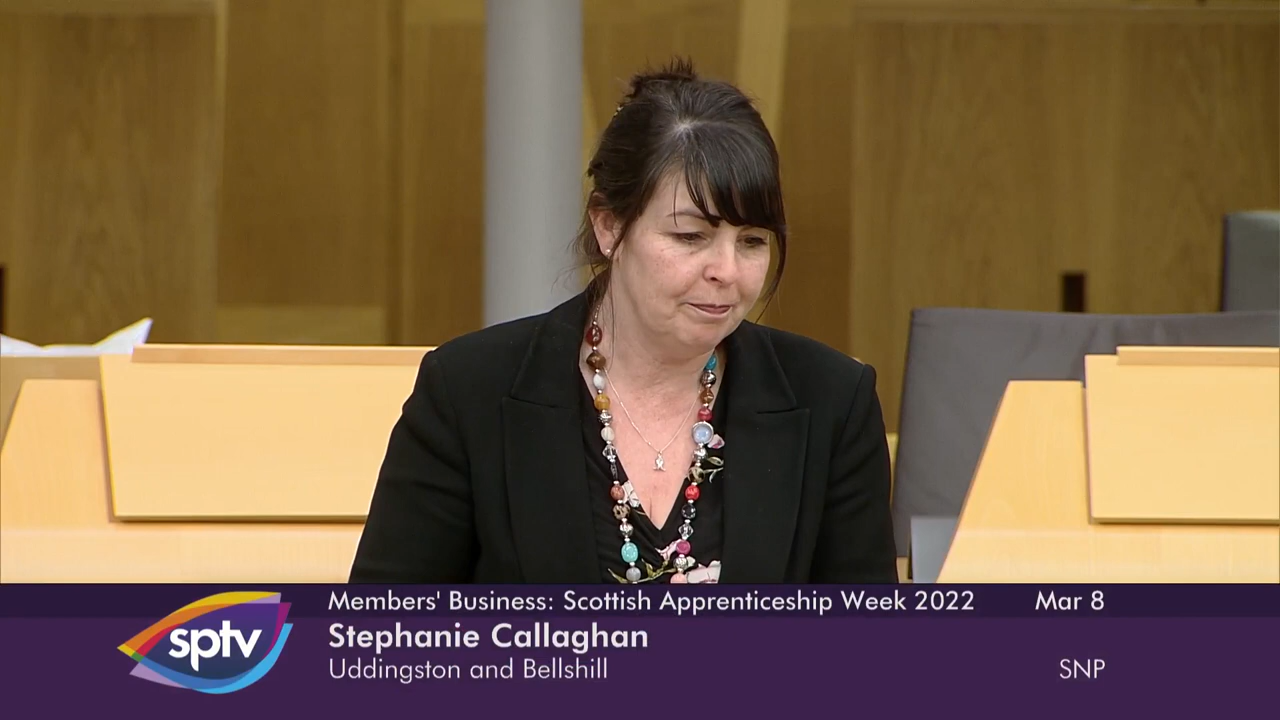 Members' Business: Scottish Apprenticeship Week 2022 Mar 8
sptv
Stephanie Callaghan
Uddingston and Bellshill SNP